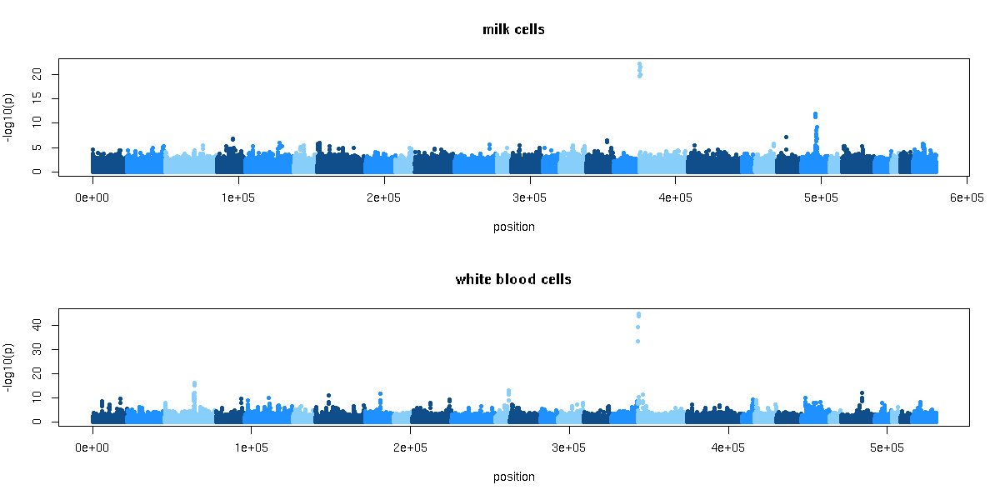 milk cells
-log10(p)
20
15
10
5
0
0e+00 1e+05 2e+05 3e+05 4e+05 5e+05 6e+05
position
white blood cells
-log10(p)
40
30
20
10
0
0e+00 1e+05 2e+05 3e+05 4e+05 5e+05
position